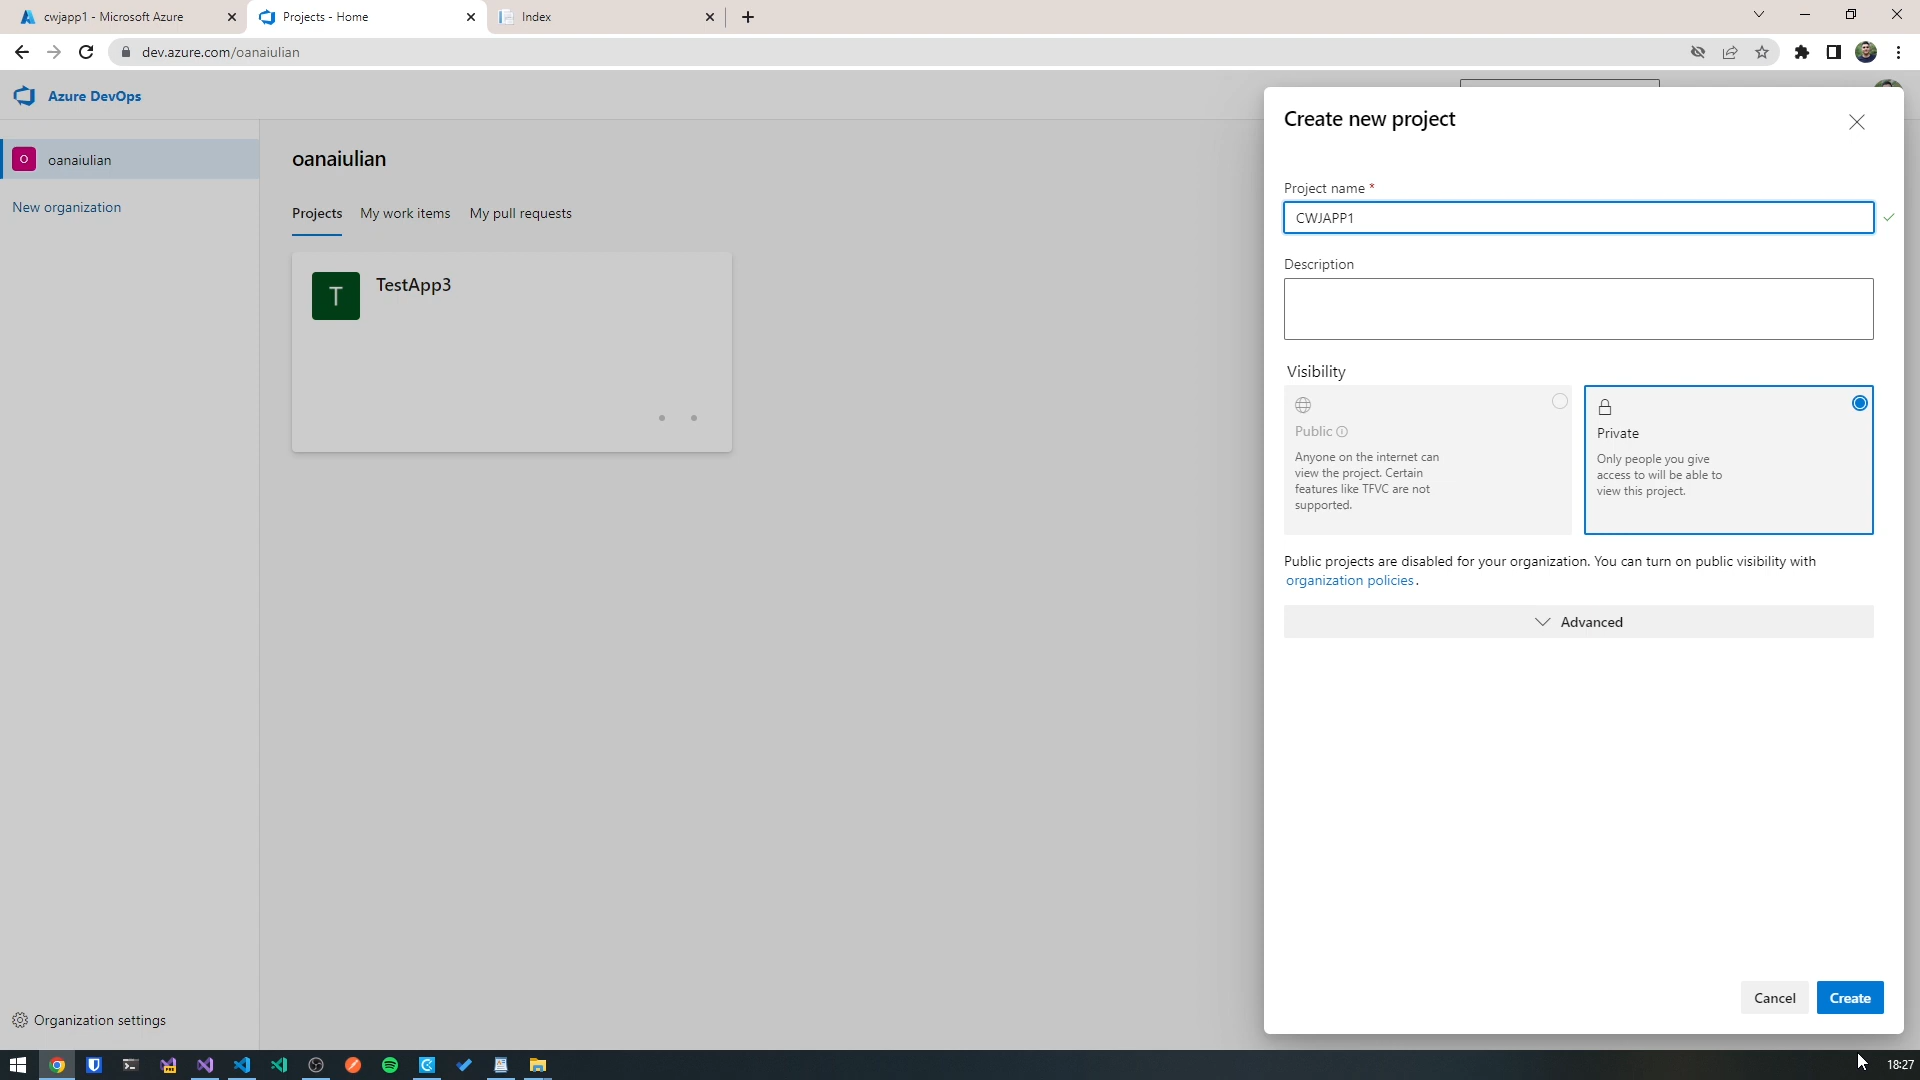 cwjapp1 - Microsoft Azure
Projects - Home
Index
dev.azure.com/oanaiulian
Azure DevOps
O
oanaiulian
New organization
oanaiulian
Projects
My work items
My pull requests
T
TestApp3
Organization settings
Create new project
Project name *
CWJAPP1
Description
Visibility
Public
Anyone on the internet can
view the project. Certain
features like TFVC are not
supported.
Private
Only people you give
access to will be able to
view this project.
Public projects are disabled for your organization. You can turn on public visibility with
organization policies.
Advanced
Cancel
Create
18:27